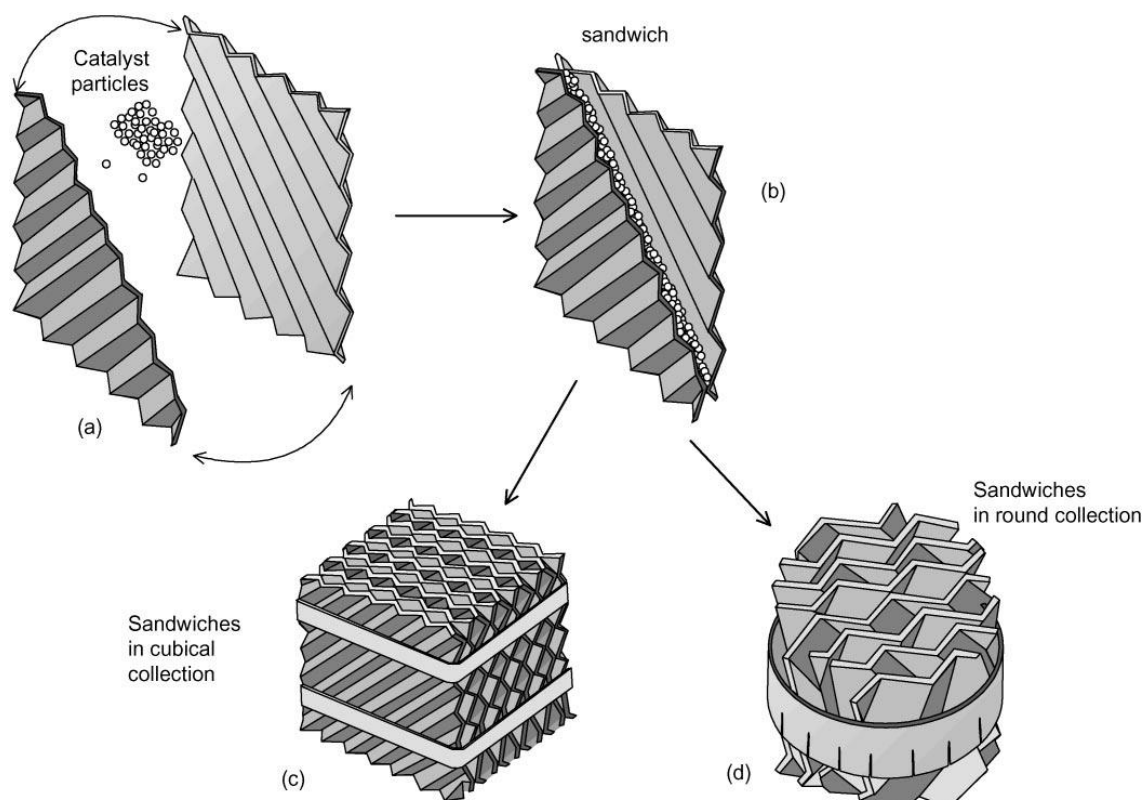 Catalyst
particles
(a)
sandwich
(b)
Sandwiches
in cubical
collection
(c)
Sandwiches
in round collection
(d)